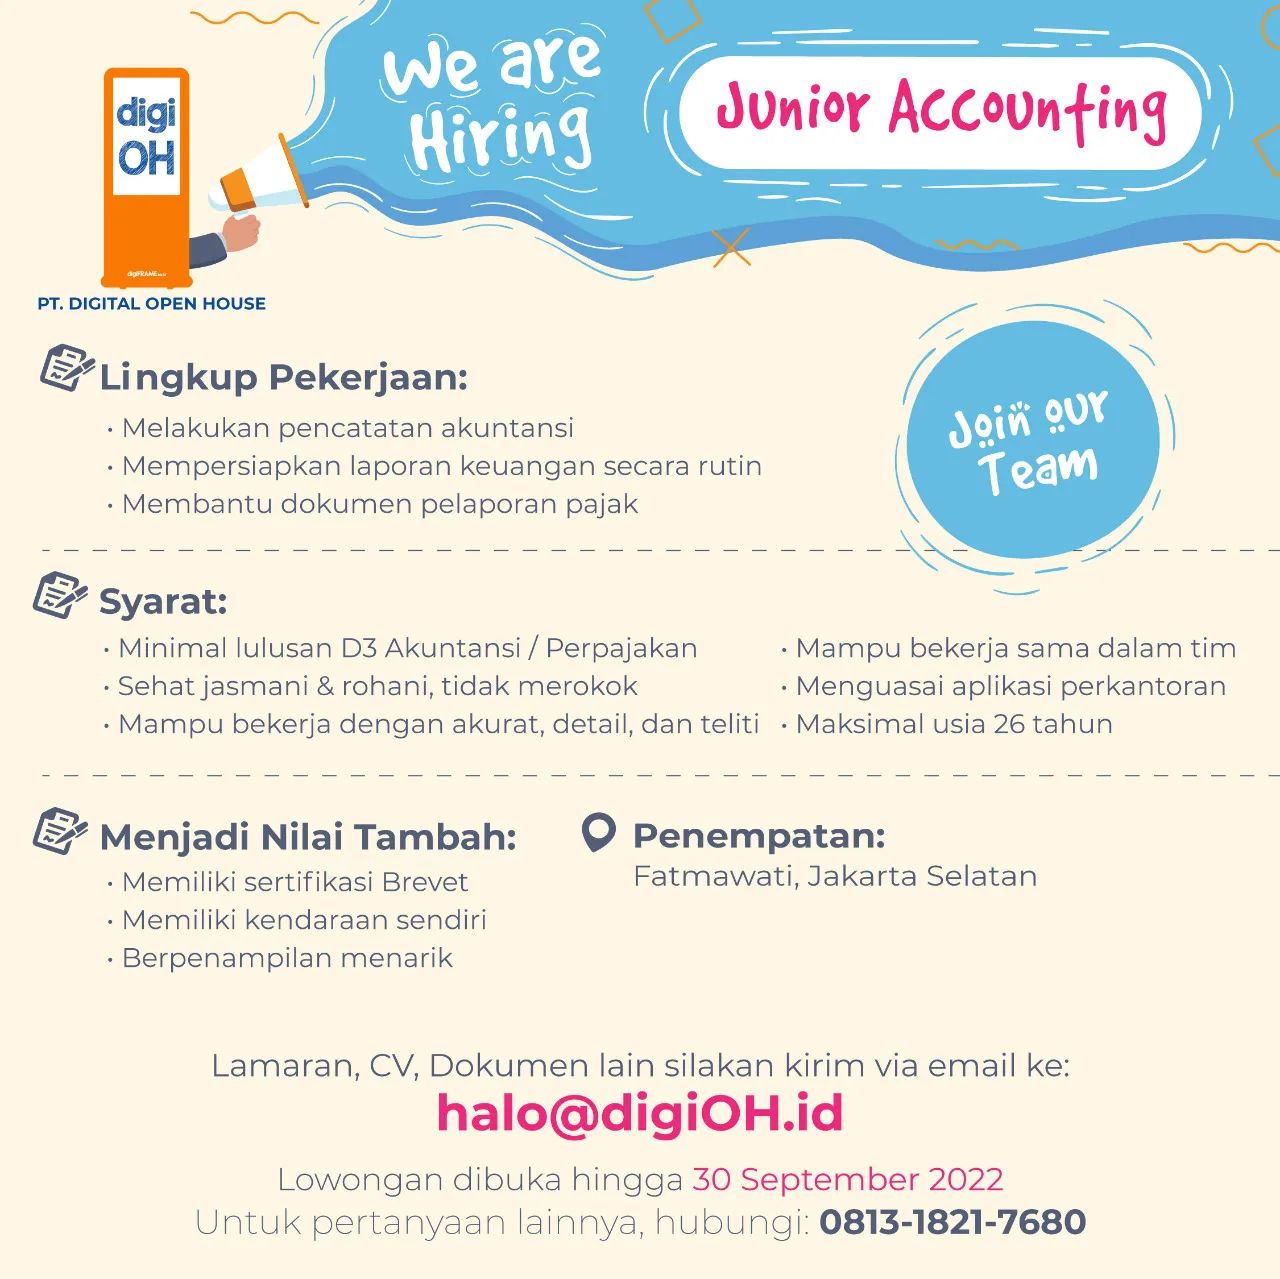 We are
Hiring
Junior Accounting
digi
OH
PT. DIGITAL OPEN HOUSE
Lingkup Pekerjaan:
• Melakukan pencatatan akuntansi
• Mempersiapkan laporan keuangan secara rutin
• Membantu dokumen pelaporan pajak
Join our
Team
Syarat:
• Minimal lulusan D3 Akuntansi / Perpajakan
• Sehat jasmani & rohani, tidak merokok
• Mampu bekerja dengan akurat, detail, dan teliti
• Mampu bekerja sama dalam tim
• Menguasai aplikasi perkantoran
• Maksimal usia 26 tahun
Menjadi Nilai Tambah:
• Memiliki sertifikasi Brevet
• Memiliki kendaraan sendiri
• Berpenampilan menarik
Penempatan:
Fatmawati, Jakarta Selatan
Lamaran, CV, Dokumen lain silakan kirim via email ke:
halo@digiOH.id
Lowongan dibuka hingga 30 September 2022
Untuk pertanyaan lainnya, hubungi: 0813-1821-7680